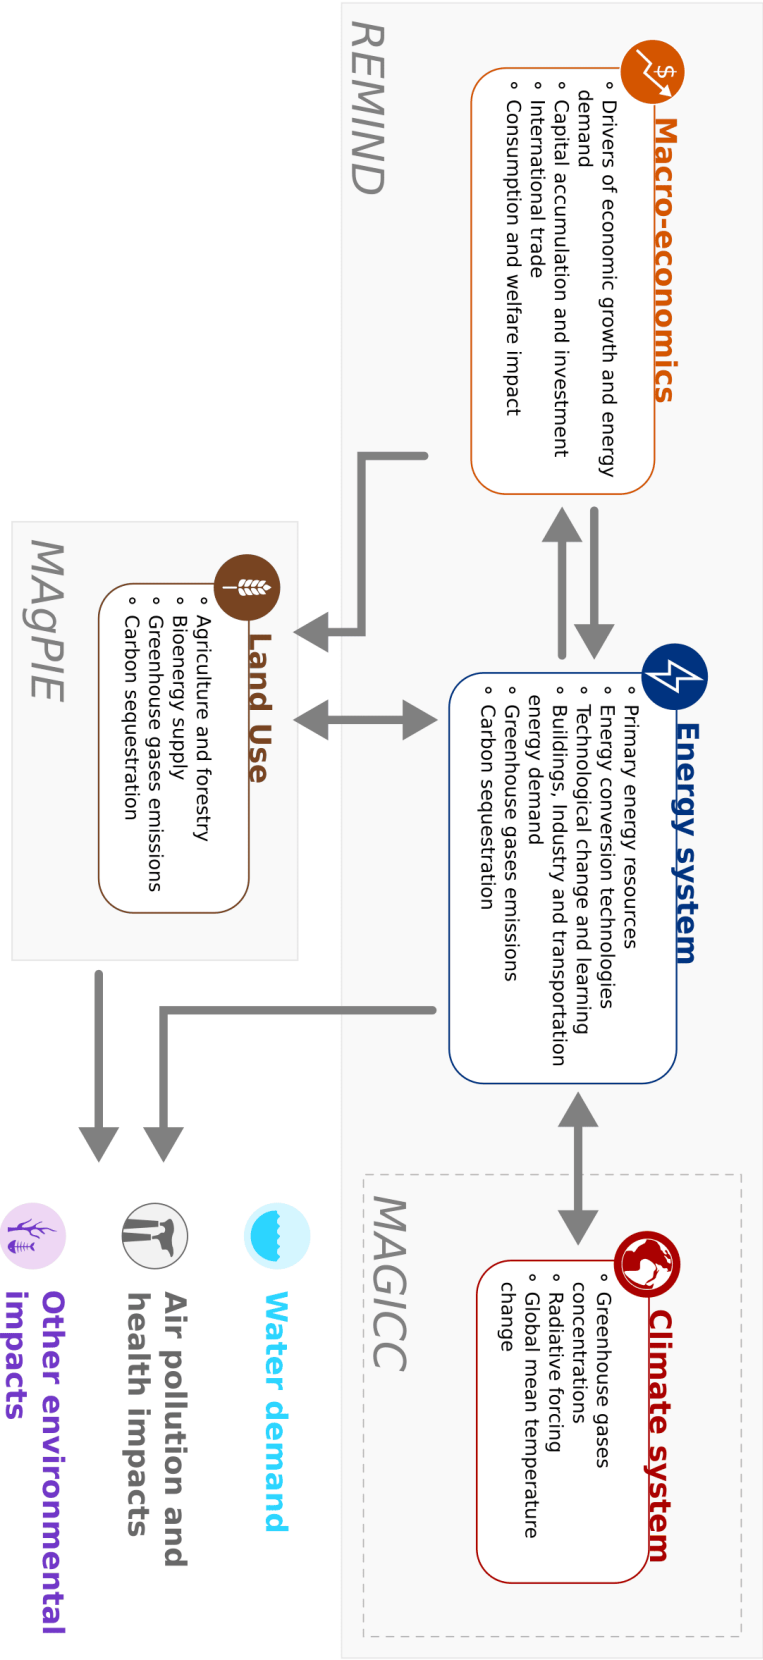 Macro-economics
° Drivers of economic growth and energy
demand
° Capital accumulation and investment
° International trade
° Consumption and welfare impact
REMIND
Energy system
° Primary energy resources
° Energy conversion technologies
° Technological change and learning
° Buildings, Industry and transportation
energy demand
° Greenhouse gases emissions
° Carbon sequestration
Climate system
° Greenhouse gases
concentrations
° Radiative forcing
° Global mean temperature
change
MAGICC
Land Use
° Agriculture and forestry
° Bioenergy supply
° Greenhouse gases emissions
° Carbon sequestration
MAgPIE
Water demand
Air pollution and
health impacts
Other environmental
impacts